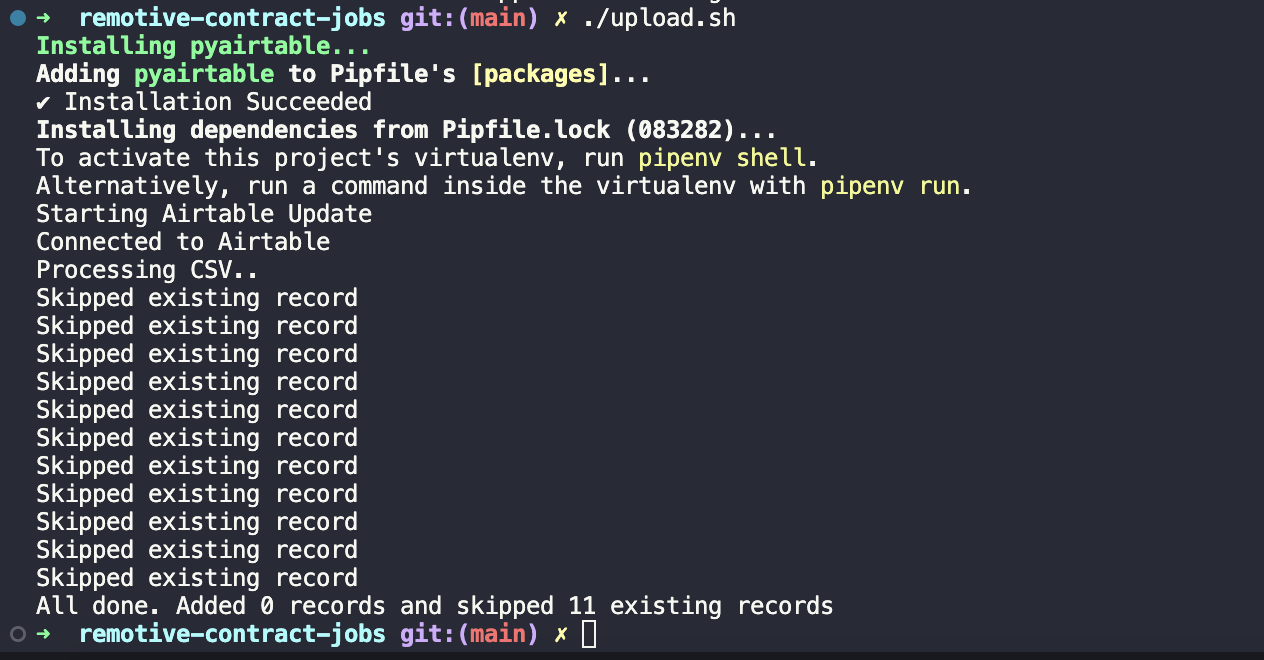 ➜ remotive-contract-jobs git:(main) ✗ ./upload.sh
Installing pyairtable...
Adding pyairtable to Pipfile's [packages]...
✔ Installation Succeeded
Installing dependencies from Pipfile.lock (083282)...
To activate this project's virtualenv, run pipenv shell.
Alternatively, run a command inside the virtualenv with pipenv run.
Starting Airtable Update
Connected to Airtable
Processing CSV..
Skipped existing record
Skipped existing record
Skipped existing record
Skipped existing record
Skipped existing record
Skipped existing record
Skipped existing record
Skipped existing record
Skipped existing record
Skipped existing record
Skipped existing record
All done. Added 0 records and skipped 11 existing records
➜ remotive-contract-jobs git:(main) ✗